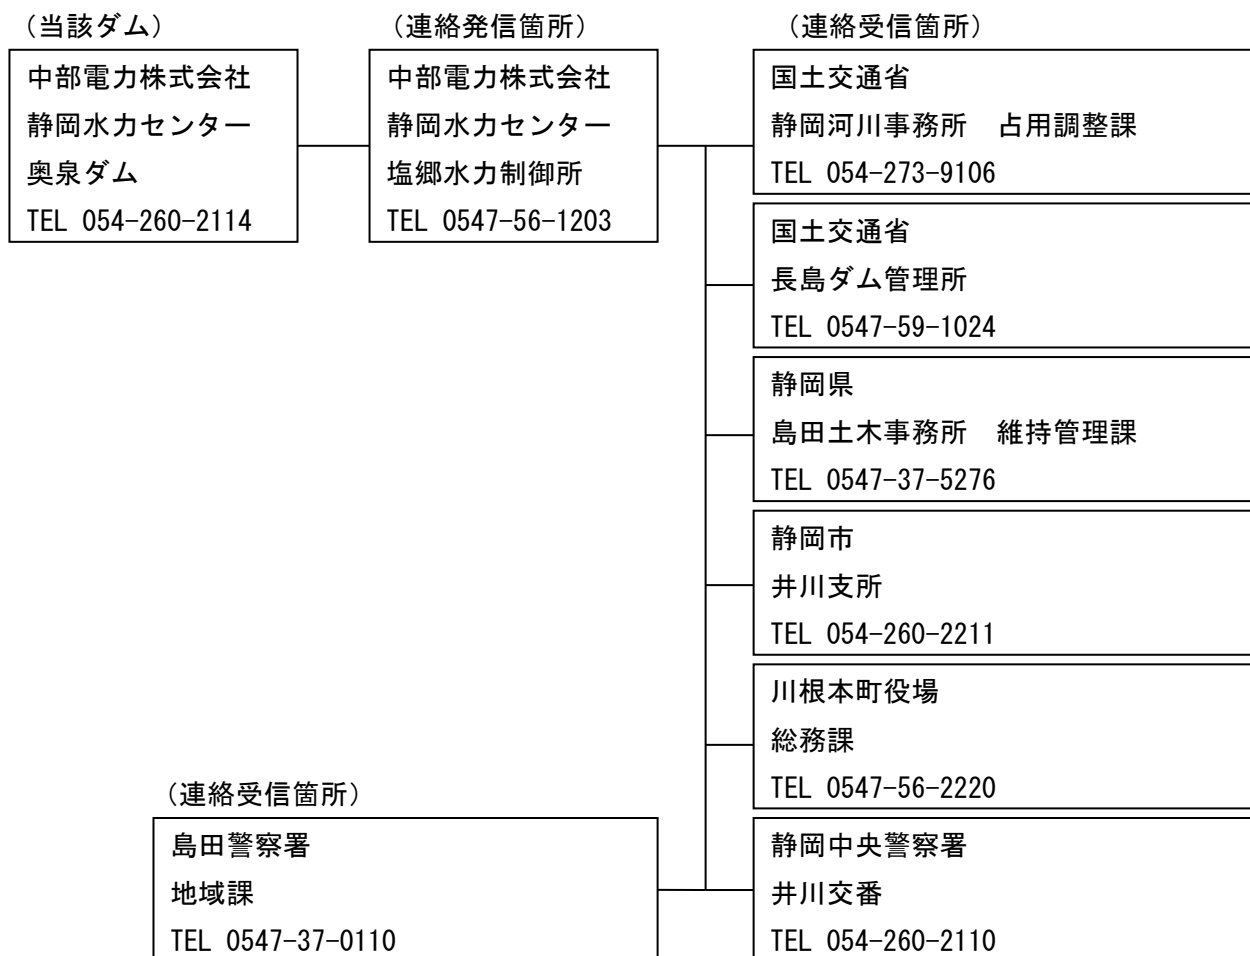 (当該ダム)
中部電力株式会社
静岡水力センター
奥泉ダム
TEL 054-260-2114
(連絡発信箇所)
中部電力株式会社
静岡水力センター
塩郷水力制御所
TEL 0547-56-1203
(連絡受信箇所)
国土交通省
静岡河川事務所　占用調整課
TEL 054-273-9106
国土交通省
長島ダム管理所
TEL 0547-59-1024
静岡県
島田土木事務所　維持管理課
TEL 0547-37-5276
静岡市
井川支所
TEL 054-260-2211
川根本町役場
総務課
TEL 0547-56-2220
静岡中央警察署
井川交番
TEL 054-260-2110
(連絡受信箇所)
島田警察署
地域課
TEL 0547-37-0110